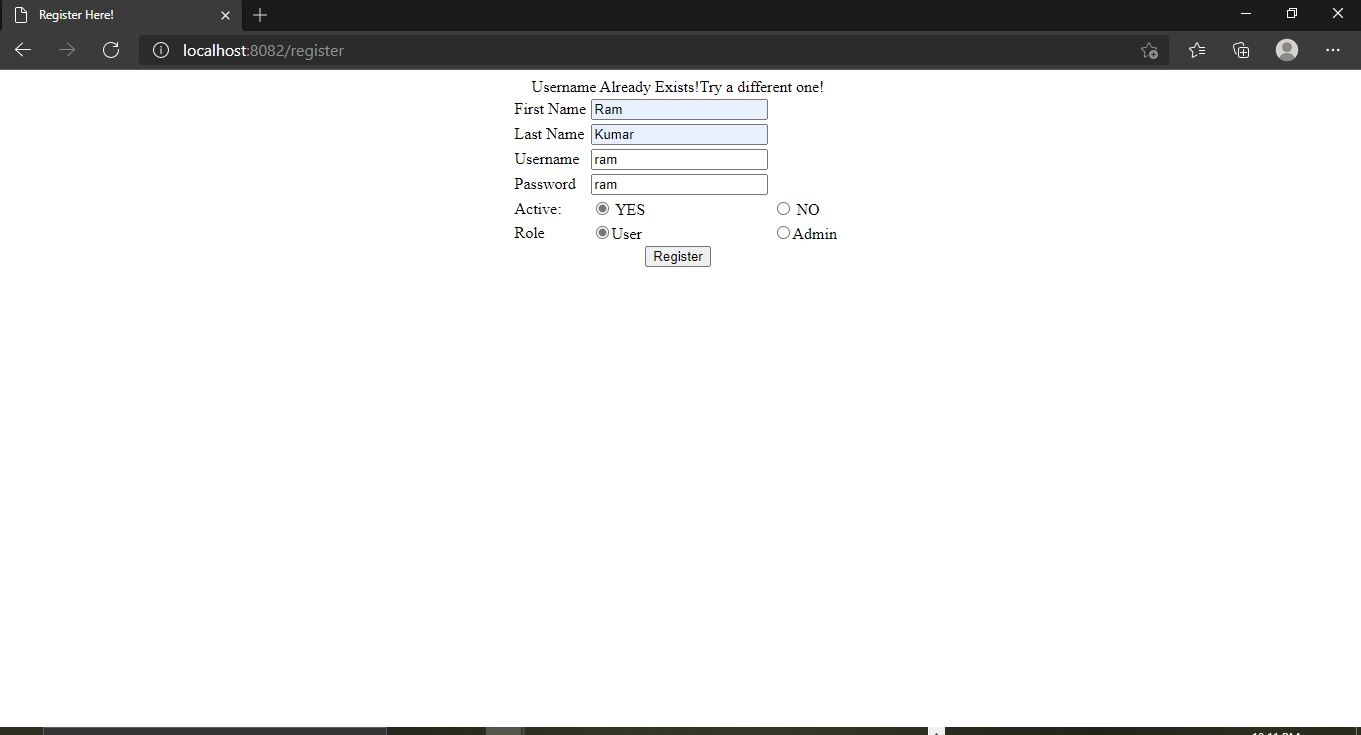 Register Here!
localhost:8082/register
Username Already Exists!Try a different one!
First Name Ram
Last Name Kumar
Username ram
Password ram
Active: YES NO
Role User Admin
Register